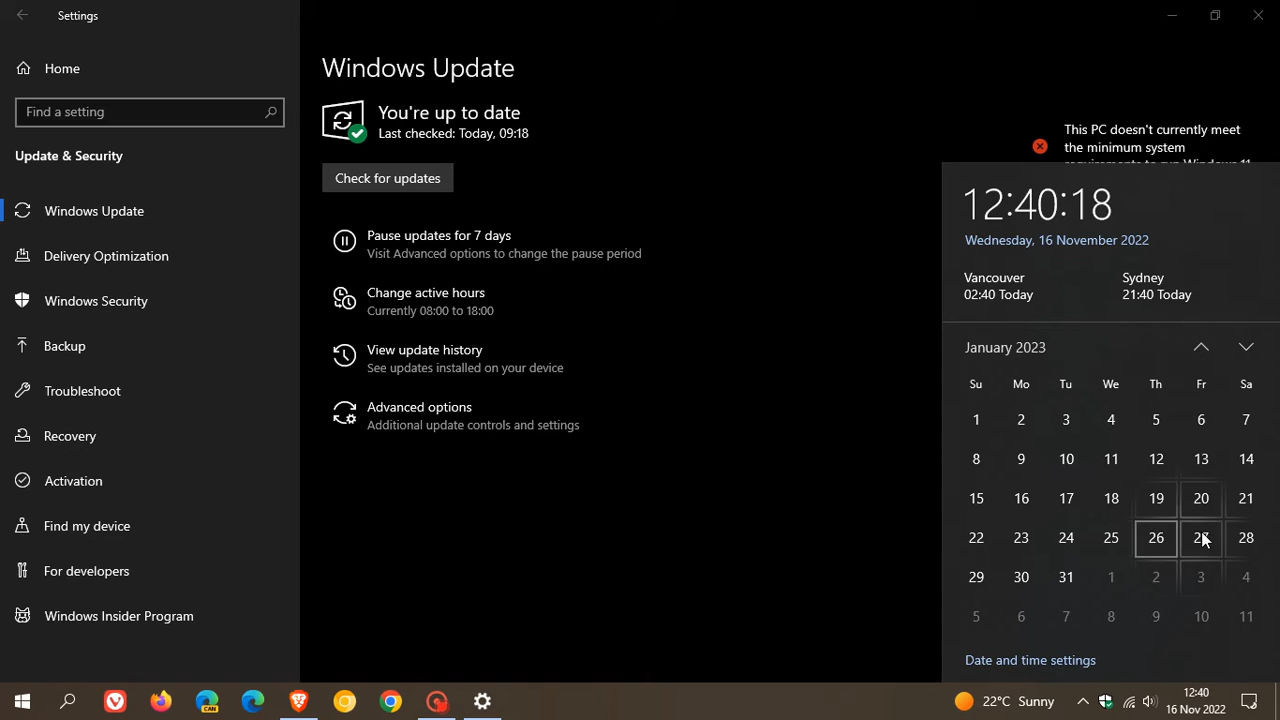 Settings
Home
Find a setting
Update & Security
Windows Update
Delivery Optimization
Windows Security
Backup
Troubleshoot
Recovery
Activation
Find my device
For developers
Windows Insider Program
Windows Update
You're up to date
Last checked: Today, 09:18
Check for updates
Pause updates for 7 days
Visit Advanced options to change the pause period
Change active hours
Currently 08:00 to 18:00
View update history
See updates installed on your device
Advanced options
Additional update controls and settings
This PC doesn't currently meet
the minimum system
requirements to run Windows 11
12:40:18
Wednesday, 16 November 2022
Vancouver Sydney
02:40 Today 21:40 Today
January 2023
Su Mo Tu We Th Fr Sa
1 2 3 4 5 6 7
8 9 10 11 12 13 14
15 16 17 18 19 20 21
22 23 24 25 26 27 28
29 30 31 1 2 3 4
5 6 7 8 9 10 11
Date and time settings
CAN
22°C Sunny
12:40
16 Nov 2022